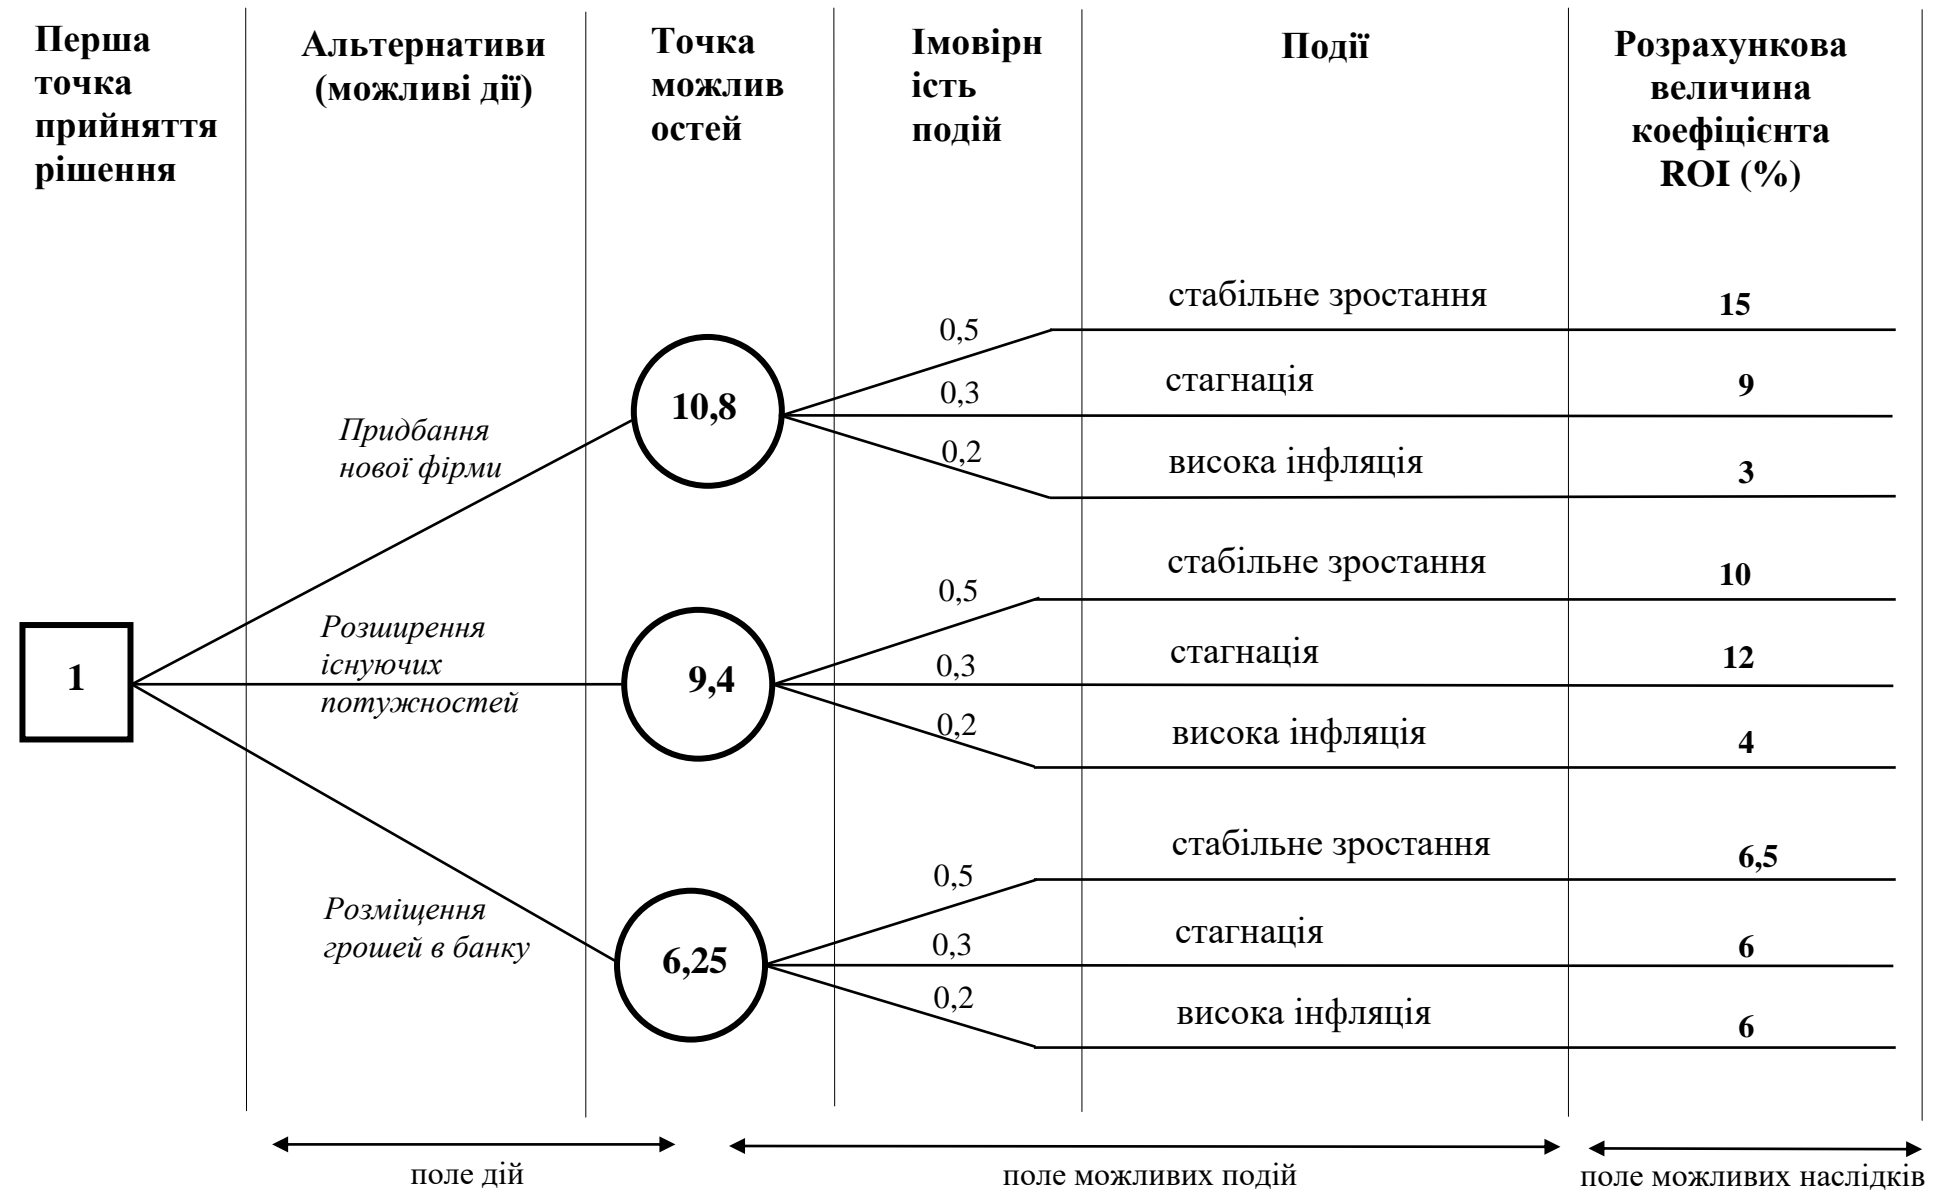 Перша
точка
прийняття
рішення
Альтернативи
(можливі дії)
Точка
можлив
остей
Імовірн
ість
подій
Події
Розрахункова
величина
коефіцієнта
ROI (%)
1
Придбання
нової фірми
10,8
0,5
стабільне зростання
15
0,3
стагнація
9
0,2
висока інфляція
3
Розширення
існуючих
потужностей
9,4
0,5
стабільне зростання
10
0,3
стагнація
12
0,2
висока інфляція
4
Розміщення
грошей в банку
6,25
0,5
стабільне зростання
6,5
0,3
стагнація
6
0,2
висока інфляція
6
поле дій
поле можливих подій
поле можливих наслідків